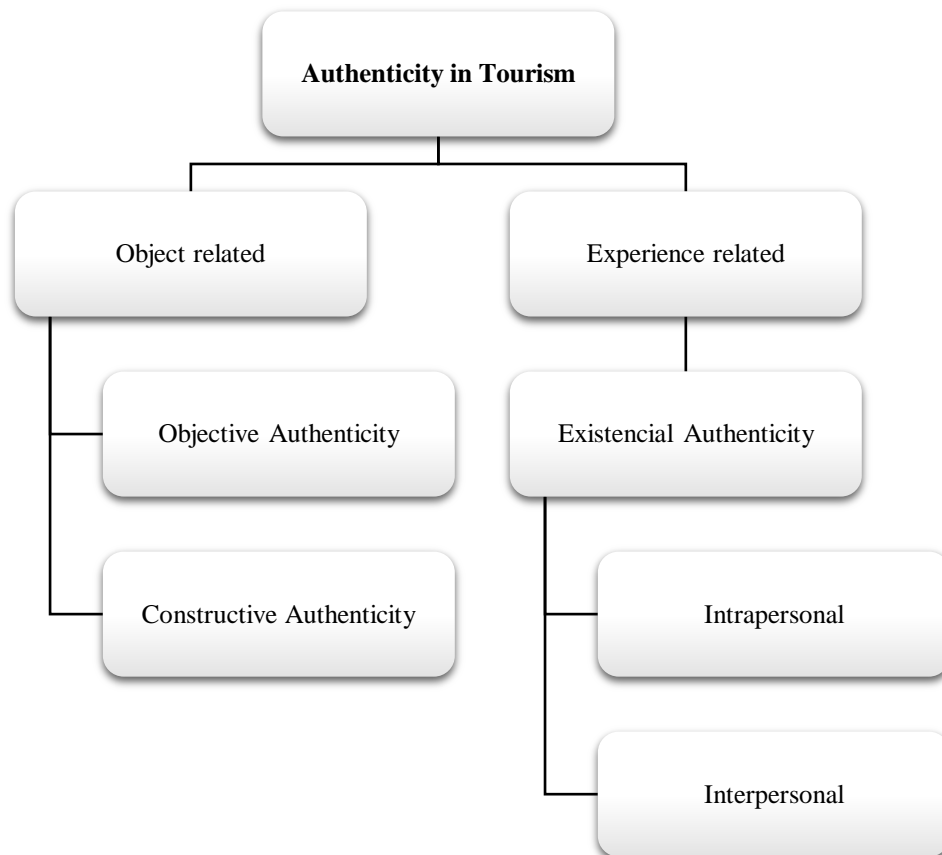 Authenticity in Tourism
Object related
Experience related
Objective Authenticity
Existencial Authenticity
Constructive Authenticity
Intrapersonal
Interpersonal